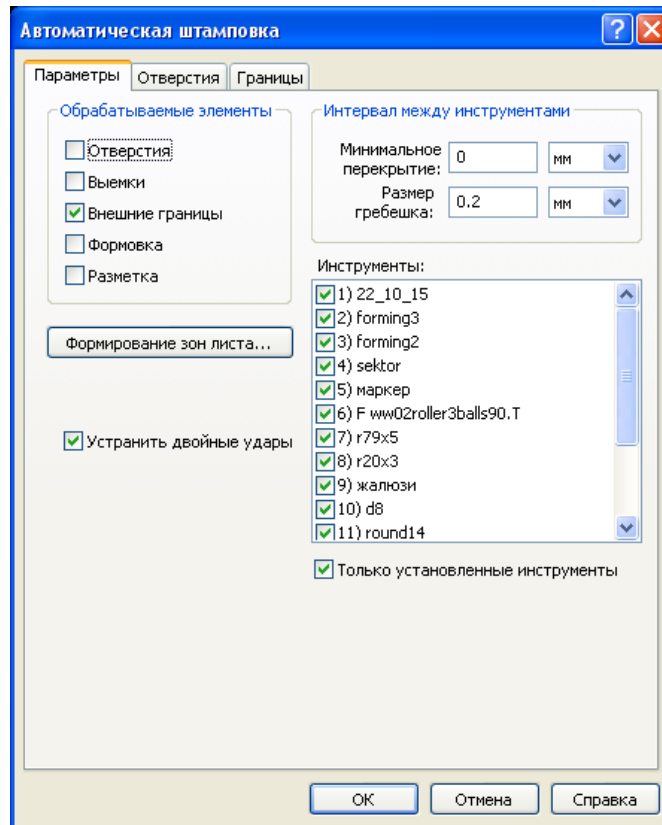 Автоматическая штамповка
Параметры
Отверстия
Границы
Обрабатываемые элементы
Отверстия
Выемки
Внешние границы
Формовка
Разметка
Формирование зон листа...
Устранить двойные удары
Интервал между инструментами
Минимальное
перекрытие:
0
мм
Размер
гребешка:
0.2
мм
Инструменты:
1) 22_10_15
2) forming3
3) forming2
4) sektor
5) маркер
6) F ww02roller3balls90.T
7) r79x5
8) r20x3
9) жалюзи
10) d8
11) round14
Только установленные инструменты
ОК
Отмена
Справка